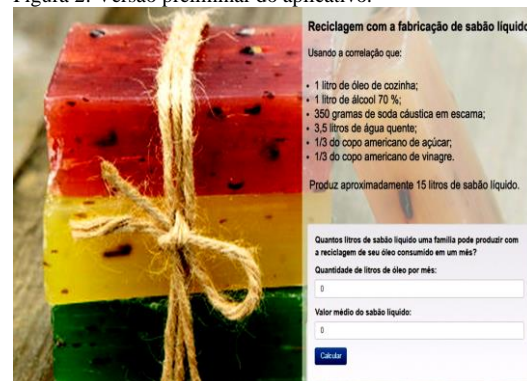 Figura 2. Versão preliminar do aplicativo.
Reciclagem com a fabricação de sabão líquido
Usando a correlação que:
• 1 litro de óleo de cozinha;
• 1 litro de álcool 70 %;
• 350 gramas de soda cáustica em escama;
• 3,5 litros de água quente;
• 1/3 do copo americano de açúcar;
• 1/3 do copo americano de vinagre.
Produz aproximadamente 15 litros de sabão líquido.
Quantos litros de sabão líquido uma família pode produzir com
a reciclagem de seu óleo consumido em um mês?
Quantidade de litros de óleo por mês:
0
Valor médio do sabão líquido:
0
Calcular